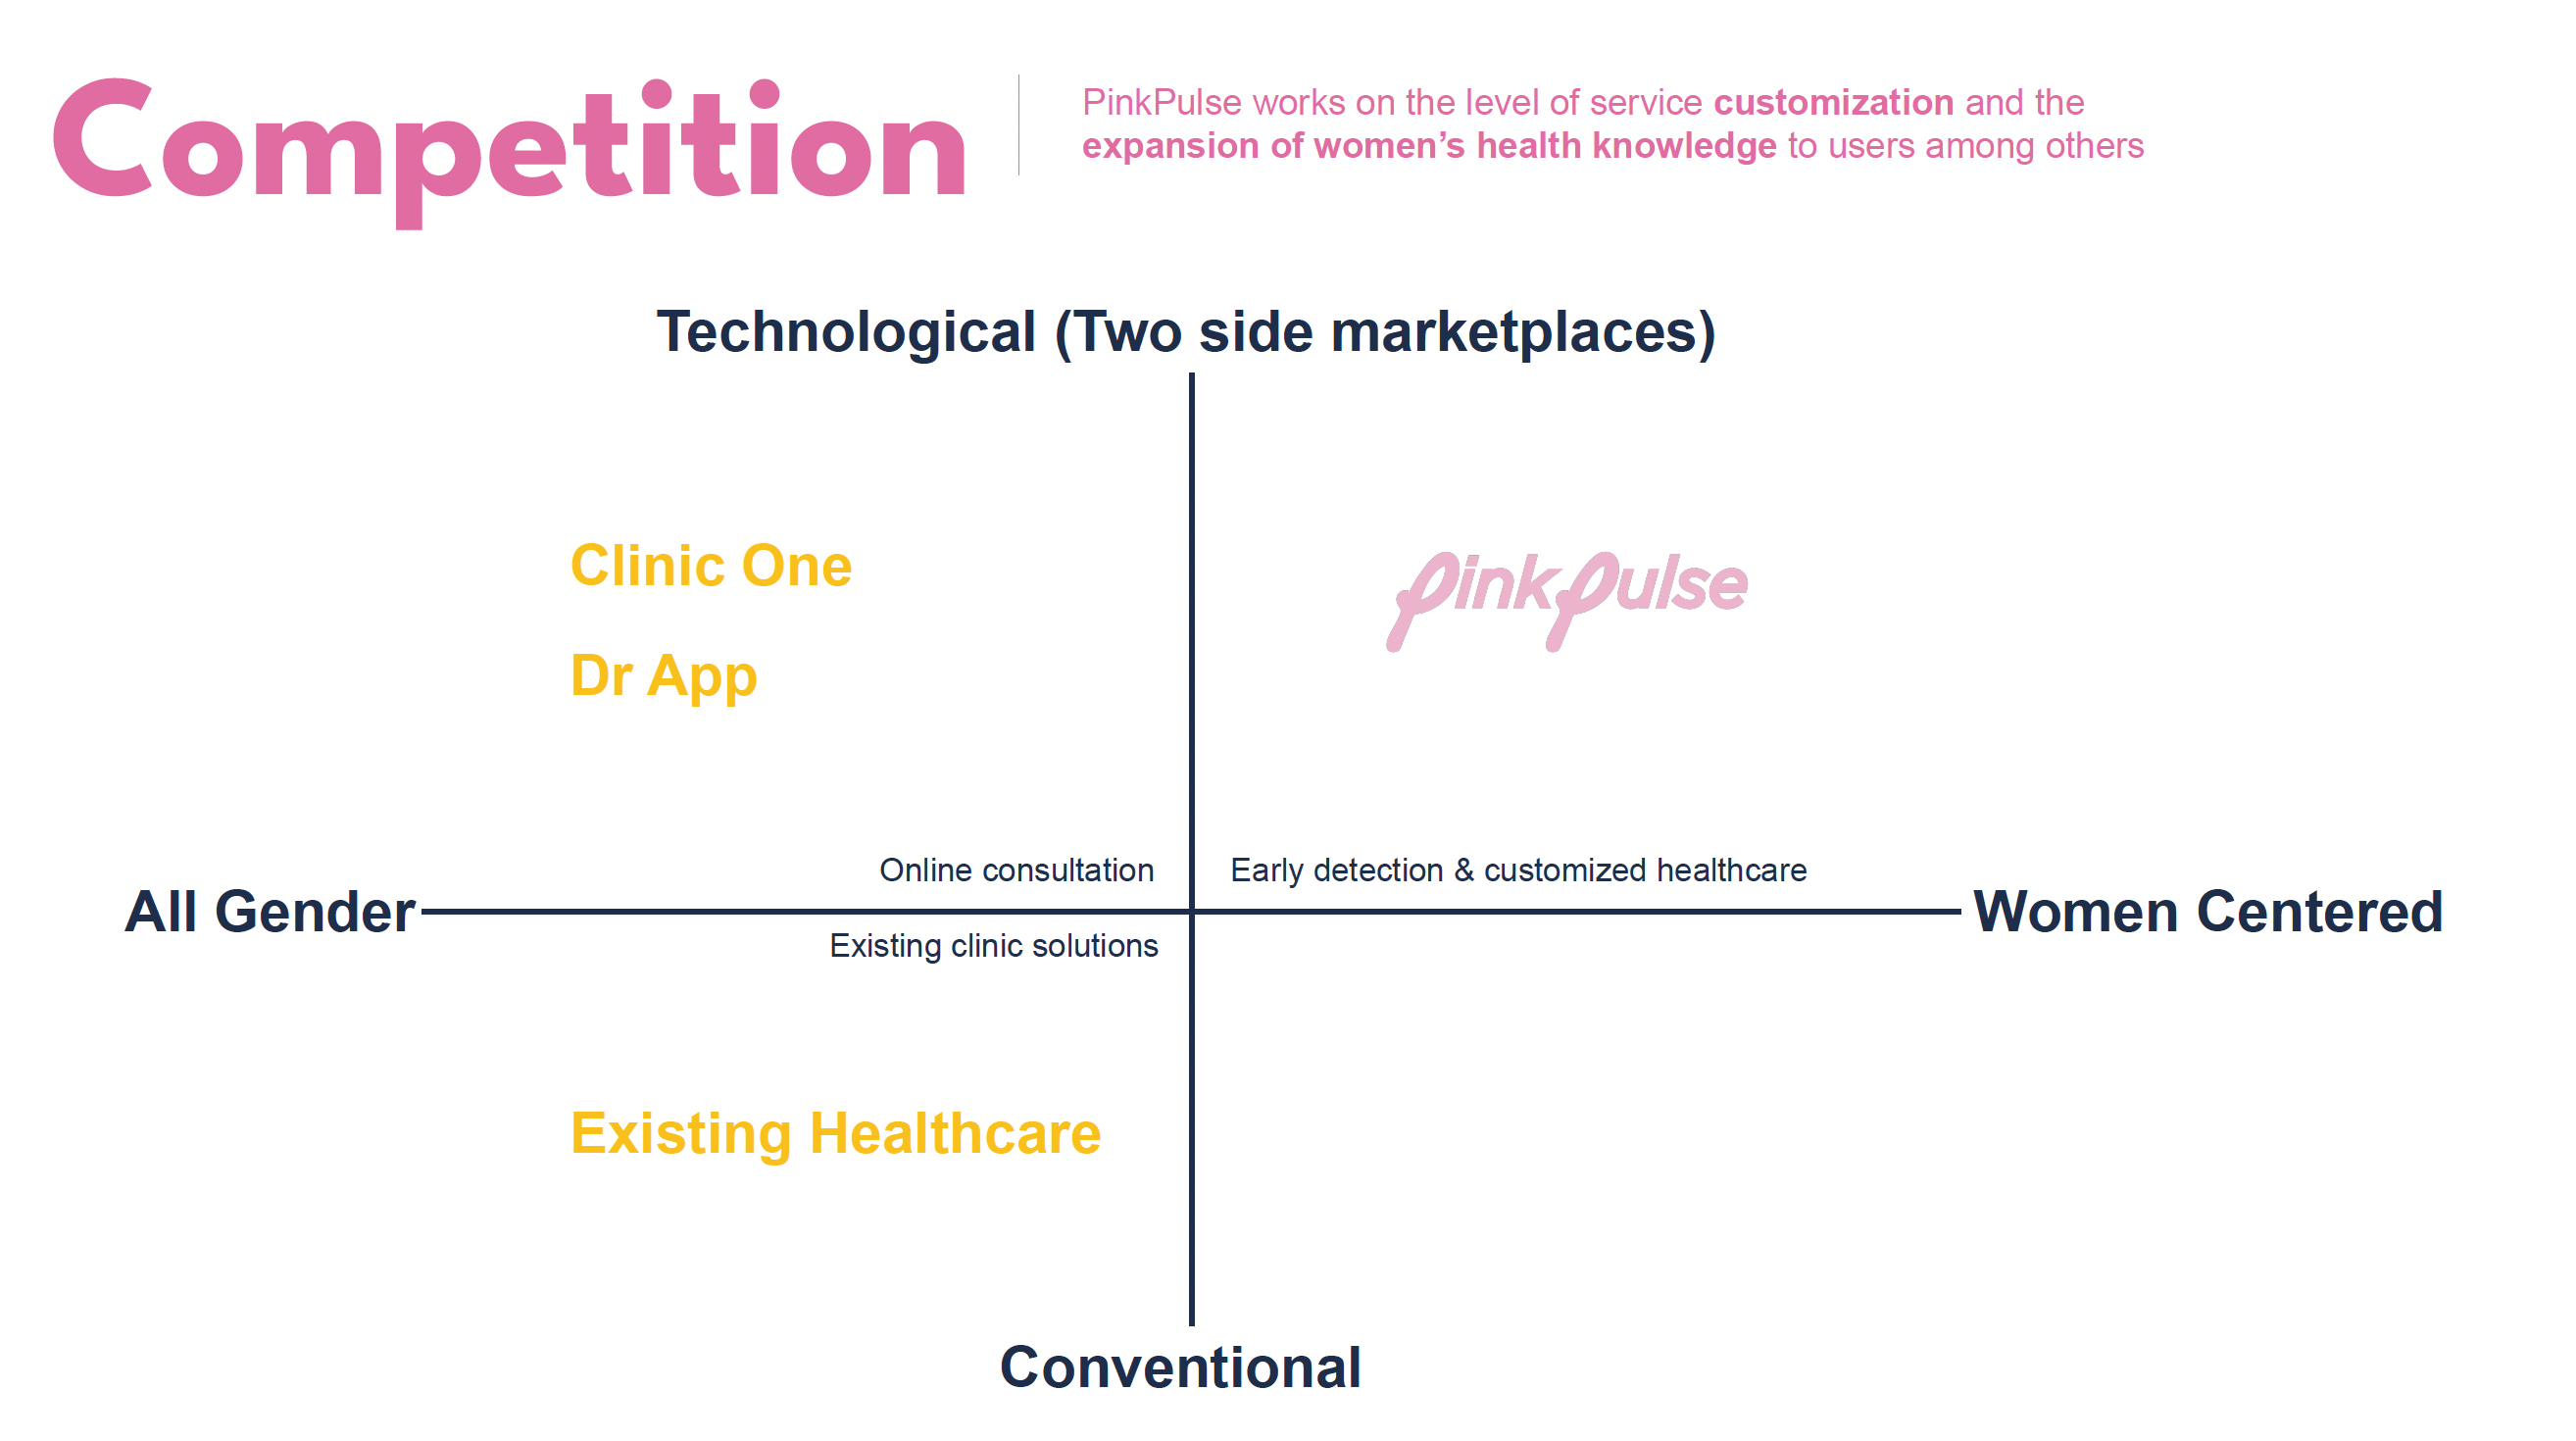 Competition
PinkPulse works on the level of service customization and the
expansion of women’s health knowledge to users among others
Technological (Two side marketplaces)
Clinic One
PinkPulse
Dr App
Online consultation
Early detection & customized healthcare
All Gender
Women Centered
Existing clinic solutions
Existing Healthcare
Conventional